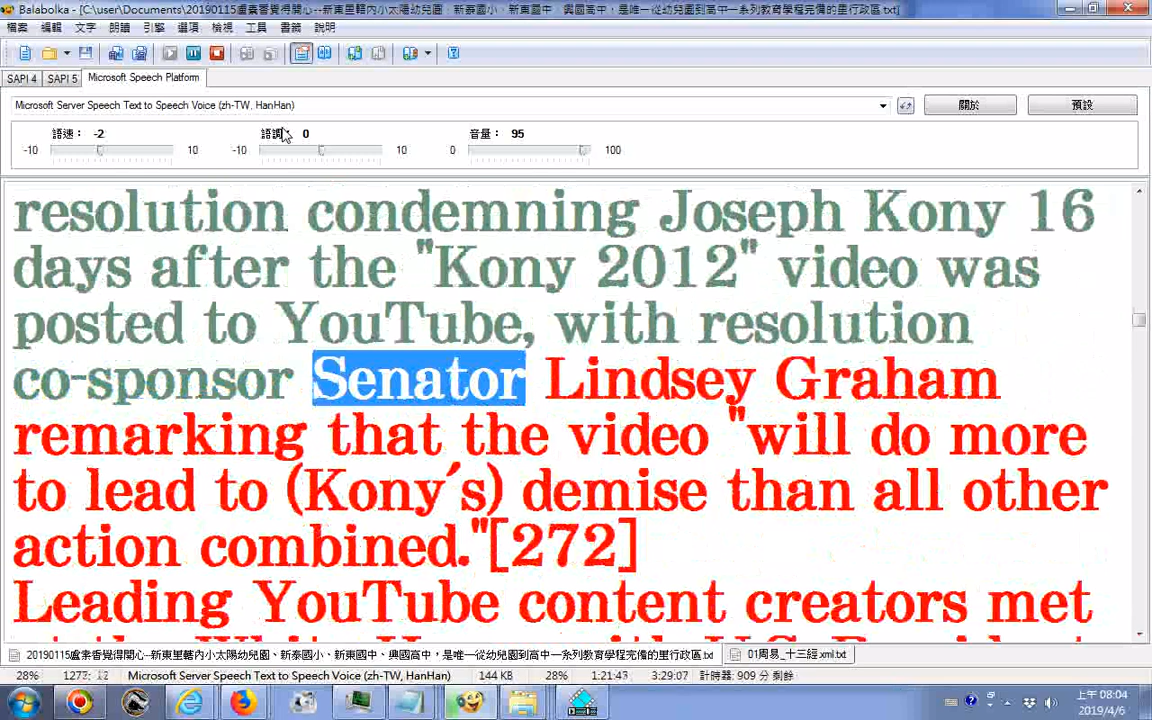 Balabolka - [C:\user\Documents\20190115盧素香覺得開心--新東里轄內小太陽幼兒園、新泰國小、新東國中、興國高中，是唯一從幼兒園到高中一系列教育學程完備的里行政區.txt]
檔案 編輯 文字 朗讀 引擎 選項 檢視 工具 書籤 說明
SAPI 4 SAPI 5 Microsoft Speech Platform
Microsoft Server Speech Text to Speech Voice (zh-TW, HanHan) 關於 預設
語速： -2 語調： 0 音量： 95
-10 10 -10 10 0 100
resolution condemning Joseph Kony 16
days after the "Kony 2012" video was
posted to YouTube, with resolution
co-sponsor Senator Lindsey Graham
remarking that the video "will do more
to lead to (Kony's) demise than all other
action combined."[272]
Leading YouTube content creators met
20190115盧素香覺得開心--新東里轄內小太陽幼兒園、新泰國小、新東國中、興國高中，是唯一從幼兒園到高中一系列教育學程完備的里行政區.txt 01周易_十三經.xml.txt
28% 1277: 12 Microsoft Server Speech Text to Speech Voice (zh-TW, HanHan) 144 KB 28% 1:21:43 3:29:07 計時器: 909 分 剩餘
上午 08:04
2019/4/6